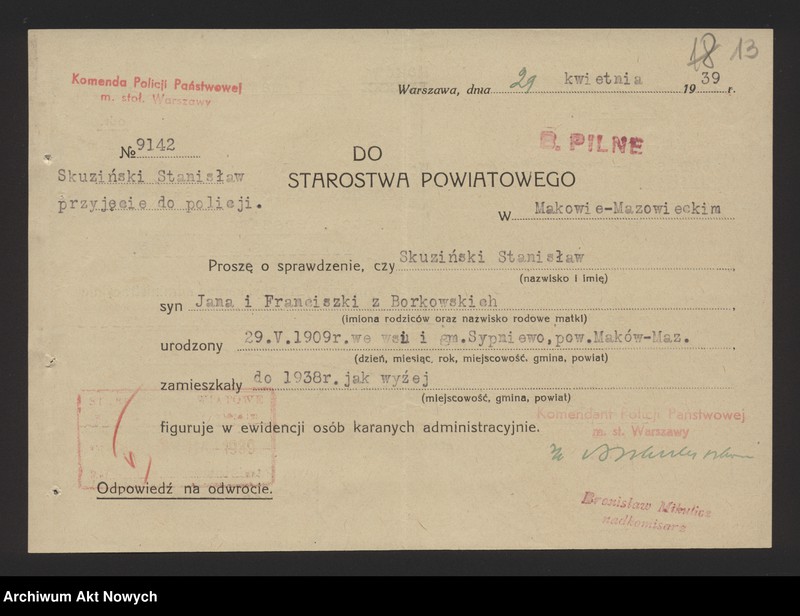 18 13
Komenda Policji Państwowej
m. stoł. Warszawy
Warszawa, dnia 29 kwietnia 1939 r.
№ 9142
B. PILNE
Skuziński Stanisław
przyjęcie do policji.
DO
STAROSTWA POWIATOWEGO
W Makowie-Mazowieckim
Proszę o sprawdzenie, czy Skuziński Stanisław
(nazwisko i imię)
syn Jana i Franciszki z Borkowskich
(imiona rodziców oraz nazwisko rodowe matki)
urodzony 29.V.1909r.we wsi i gm.Sypniewo,pow.Maków-Maz.
(dzień, miesiąc, rok, miejscowość, gmina, powiat)
zamieszkały do 1938r.jak wyżej
(miejscowość, gmina, powiat)
figuruje w ewidencji osób karanych administracyjnie.
Komendant Policji Państwowej
m. st. Warszawy
Odpowiedź na odwrocie.
Bronisław Mikulicz
nadkomisarz
Archiwum Akt Nowych